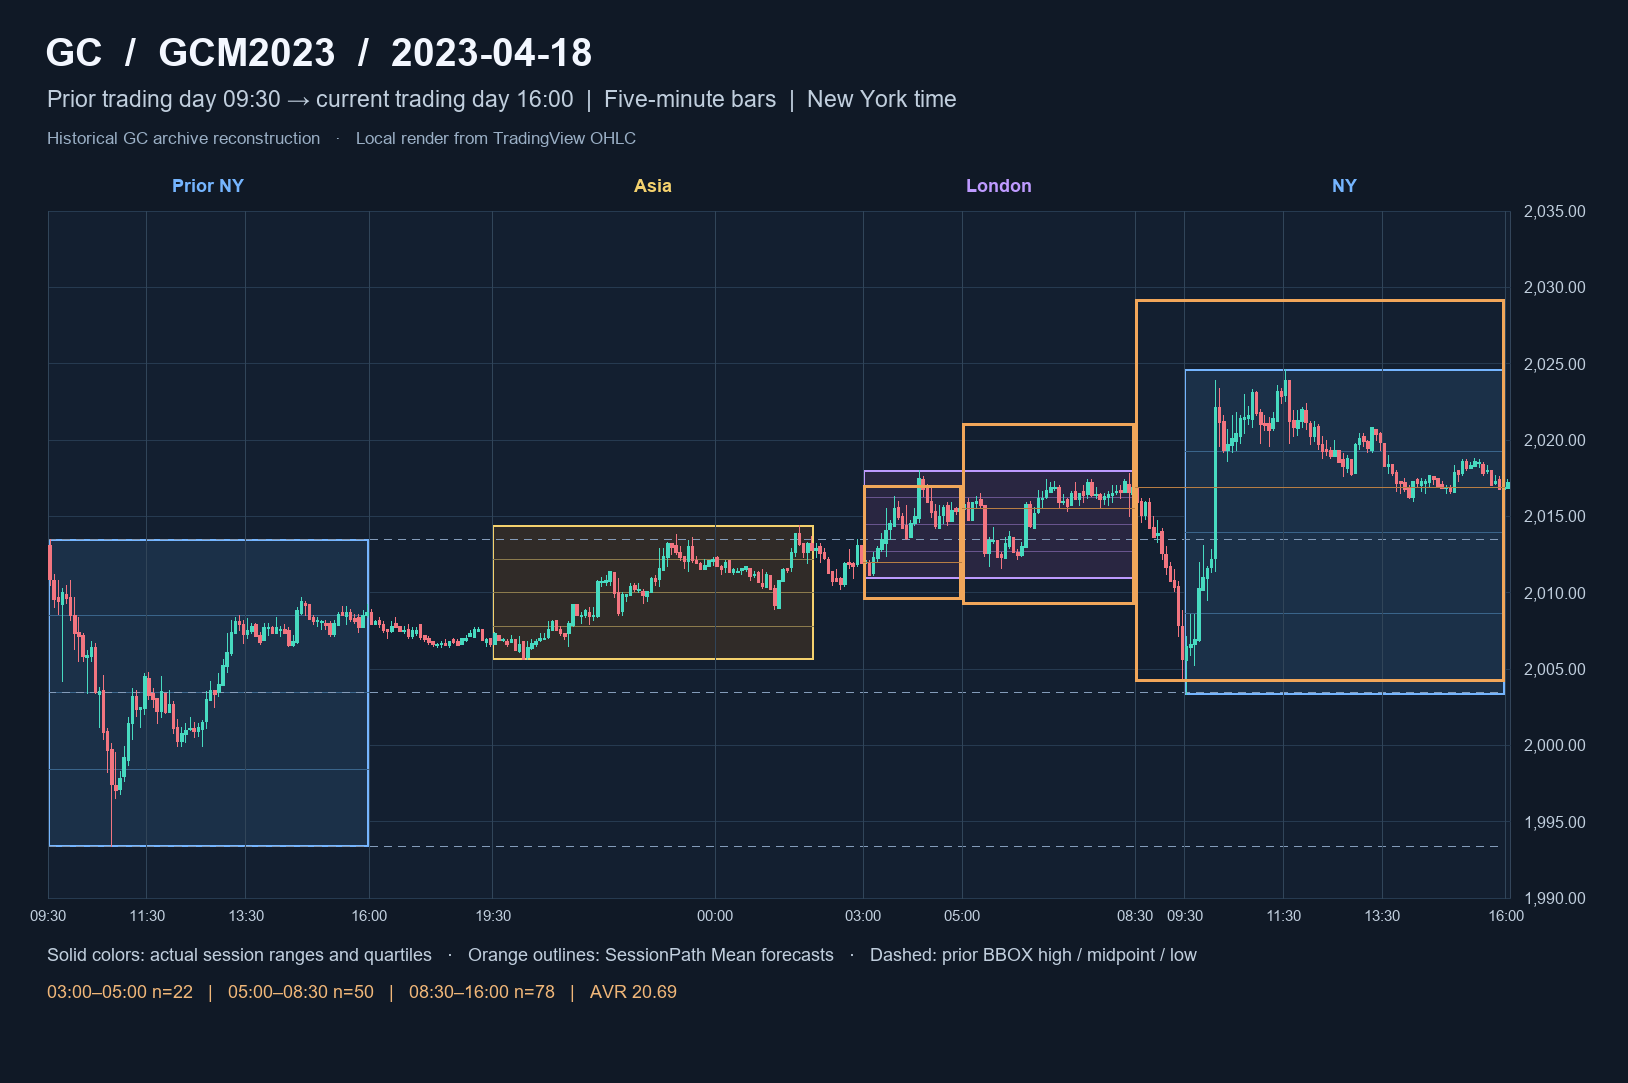 GC / GCM2023 / 2023-04-18
Prior trading day 09:30 → current trading day 16:00 | Five-minute bars | New York time
Historical GC archive reconstruction · Local render from TradingView OHLC
Prior NY Asia London NY
2,035.00
2,030.00
2,025.00
2,020.00
2,015.00
2,010.00
2,005.00
2,000.00
1,995.00
1,990.00
09:30 11:30 13:30 16:00 19:30 00:00 03:00 05:00 08:30 09:30 11:30 13:30 16:00
Solid colors: actual session ranges and quartiles · Orange outlines: SessionPath Mean forecasts · Dashed: prior BBOX high / midpoint / low
03:00–05:00 n=22 | 05:00–08:30 n=50 | 08:30–16:00 n=78 | AVR 20.69